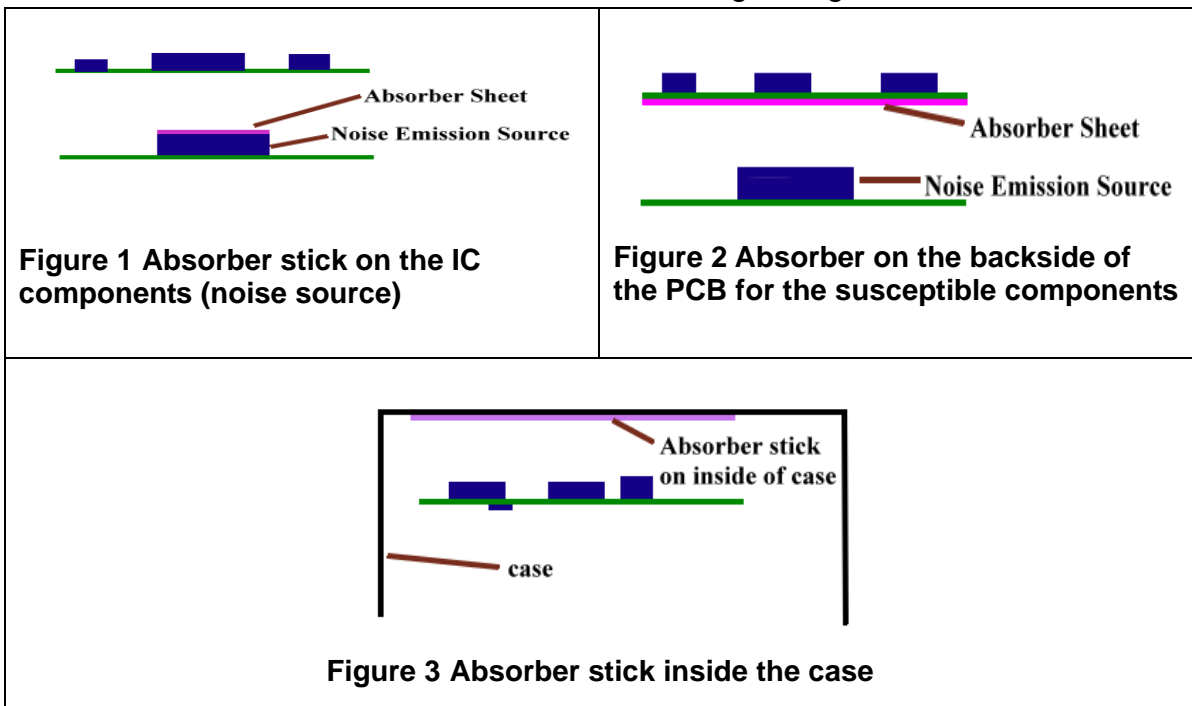 Absorber Sheet
Noise Emission Source
Figure 1 Absorber stick on the IC
components (noise source)
Absorber Sheet
Noise Emission Source
Figure 2 Absorber on the backside of
the PCB for the susceptible components
Absorber stick
on inside of case
case
Figure 3 Absorber stick inside the case